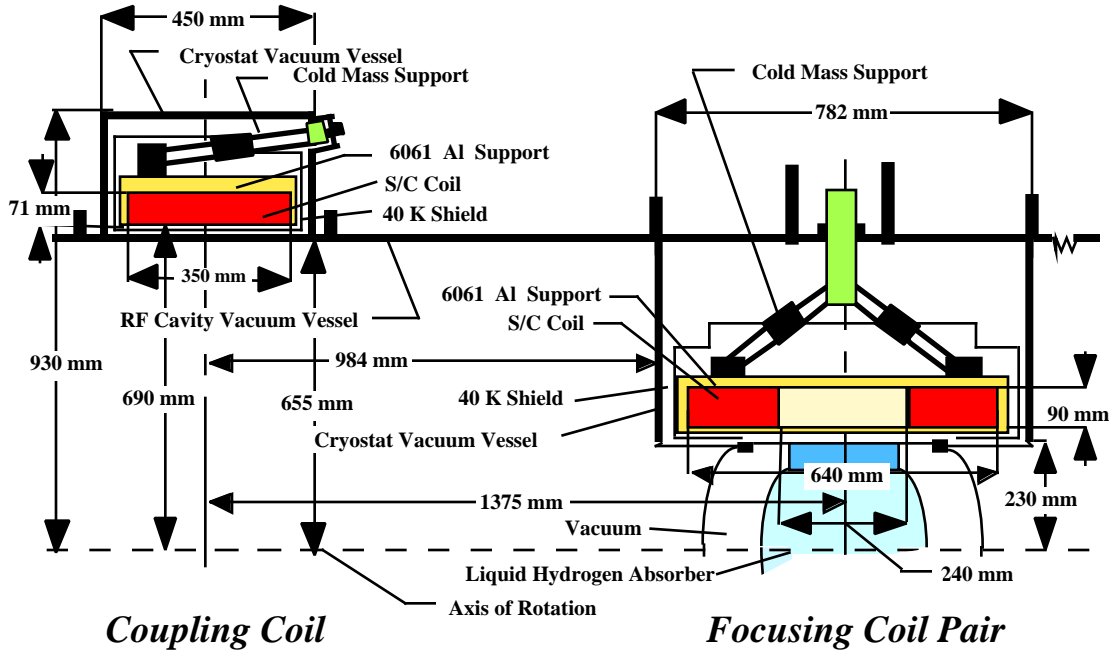 450 mm
Cryostat Vacuum Vessel
Cold Mass Support
Cold Mass Support
782 mm
6061 Al Support
S/C Coil
71 mm
40 K Shield
350 mm
6061 Al Support
RF Cavity Vacuum Vessel
S/C Coil
930 mm
984 mm
690 mm
655 mm
40 K Shield
90 mm
Cryostat Vacuum Vessel
640 mm
1375 mm
230 mm
Vacuum
Liquid Hydrogen Absorber
240 mm
Axis of Rotation
Coupling Coil
Focusing Coil Pair